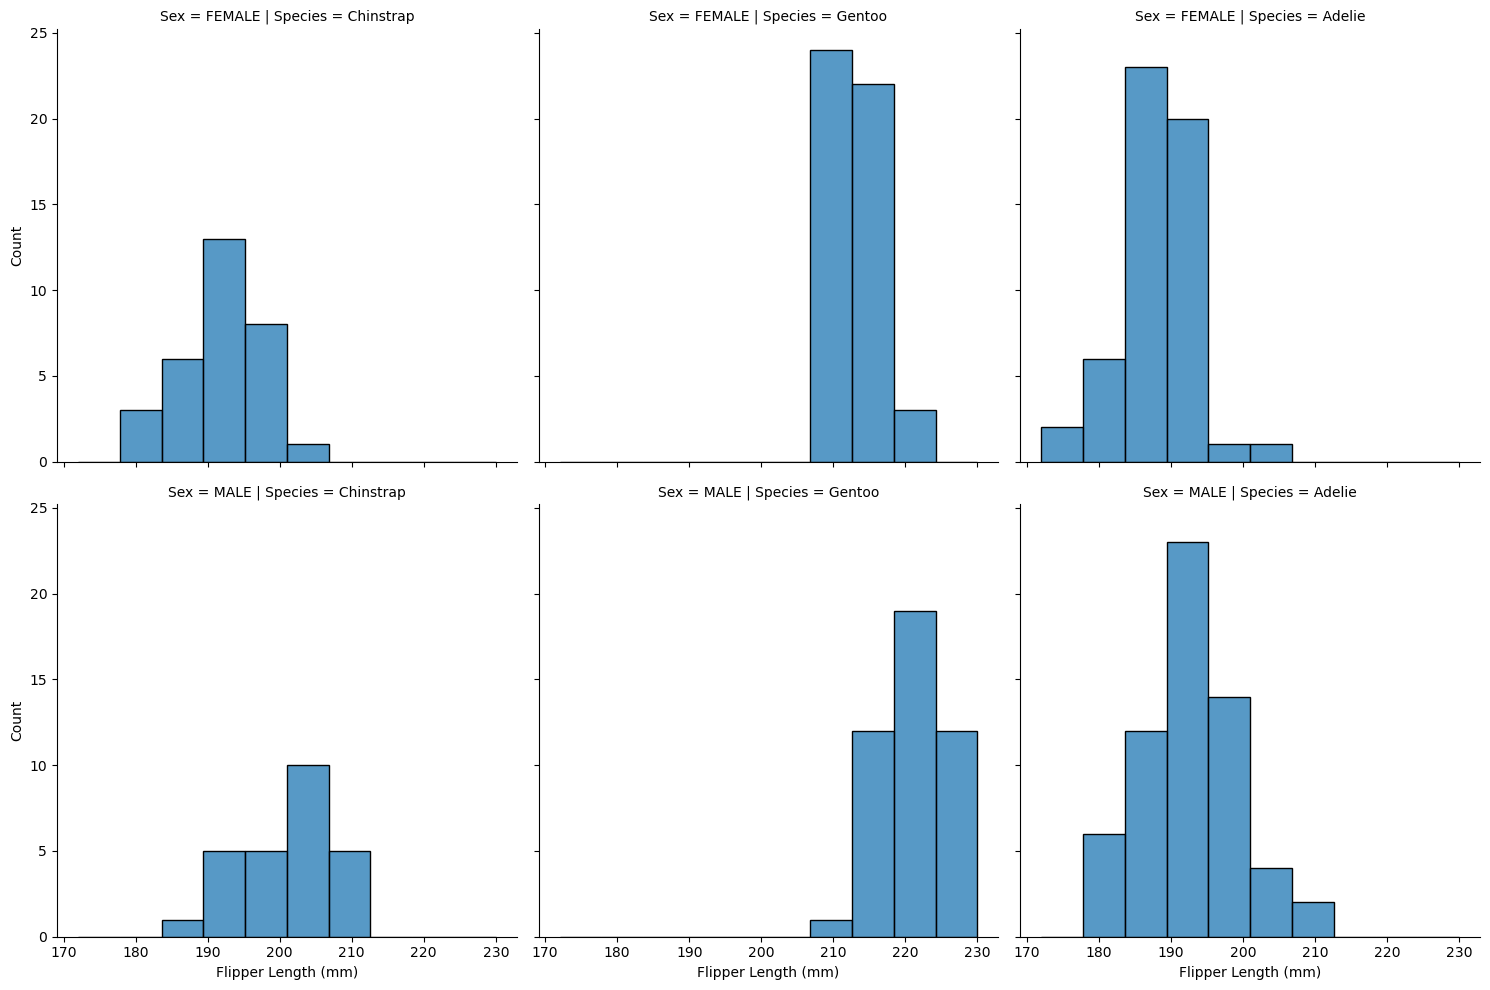 Sex = FEMALE | Species = Chinstrap
Sex = FEMALE | Species = Gentoo
Sex = FEMALE | Species = Adelie
25
20
15
10
5
0
Count
Sex = MALE | Species = Chinstrap
Sex = MALE | Species = Gentoo
Sex = MALE | Species = Adelie
25
20
15
10
5
0
Count
170 180 190 200 210 220 230
170 180 190 200 210 220 230
170 180 190 200 210 220 230
Flipper Length (mm)
Flipper Length (mm)
Flipper Length (mm)